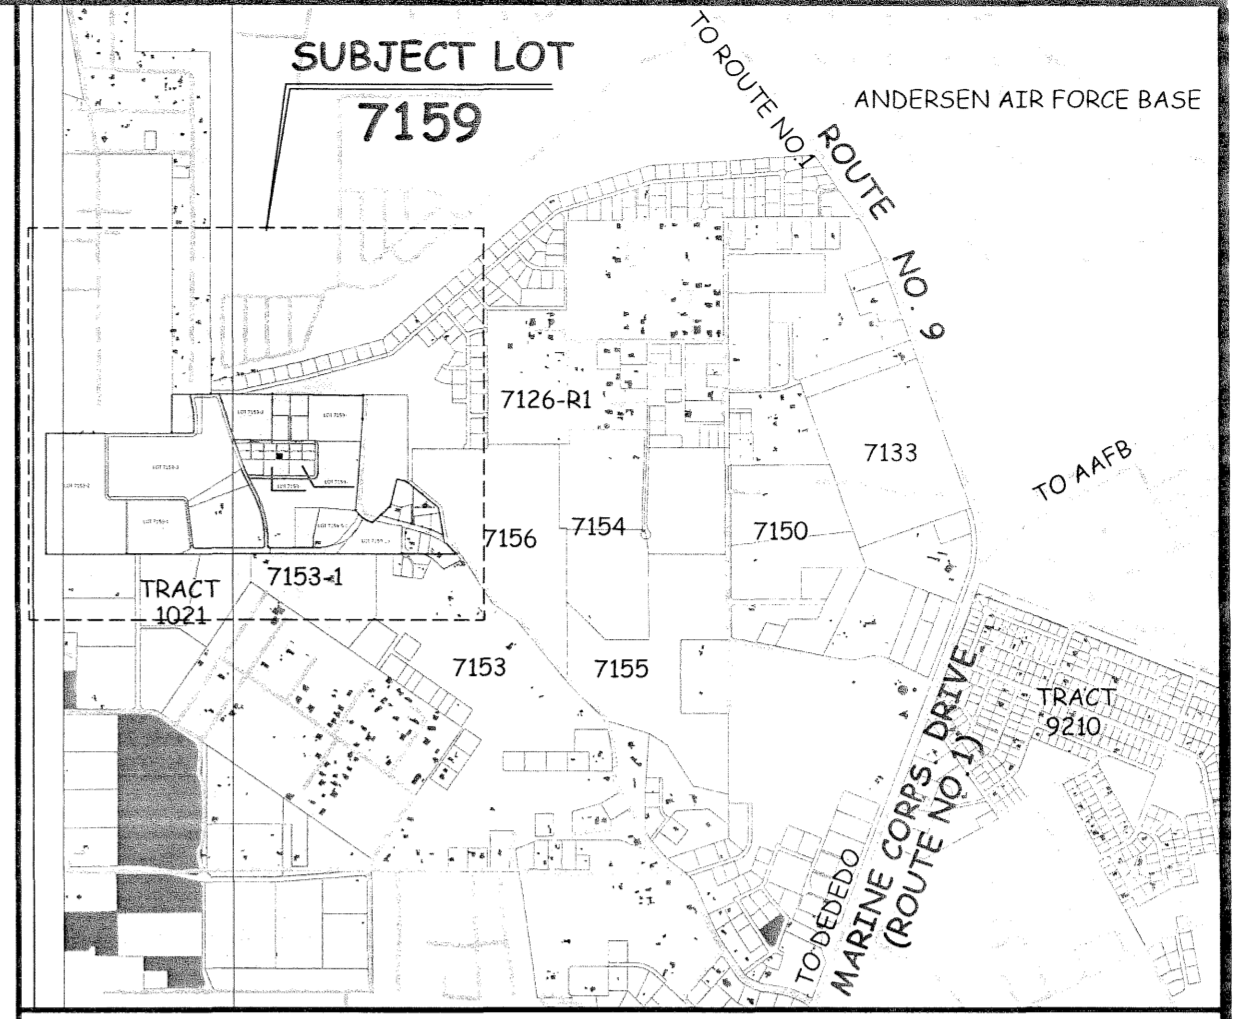 SUBJECT LOT
7159
TO ROUTE NO.1
ANDERSEN AIR FORCE BASE
ROUTE NO. 9
7126-R1
7133
TO AAFB
7156
7154
7150
7153-1
TRACT
1021
7153
7155
TRACT
9210
MARINE CORPS. DRIVE
(ROUTE NO.1)
TO DEDEDO